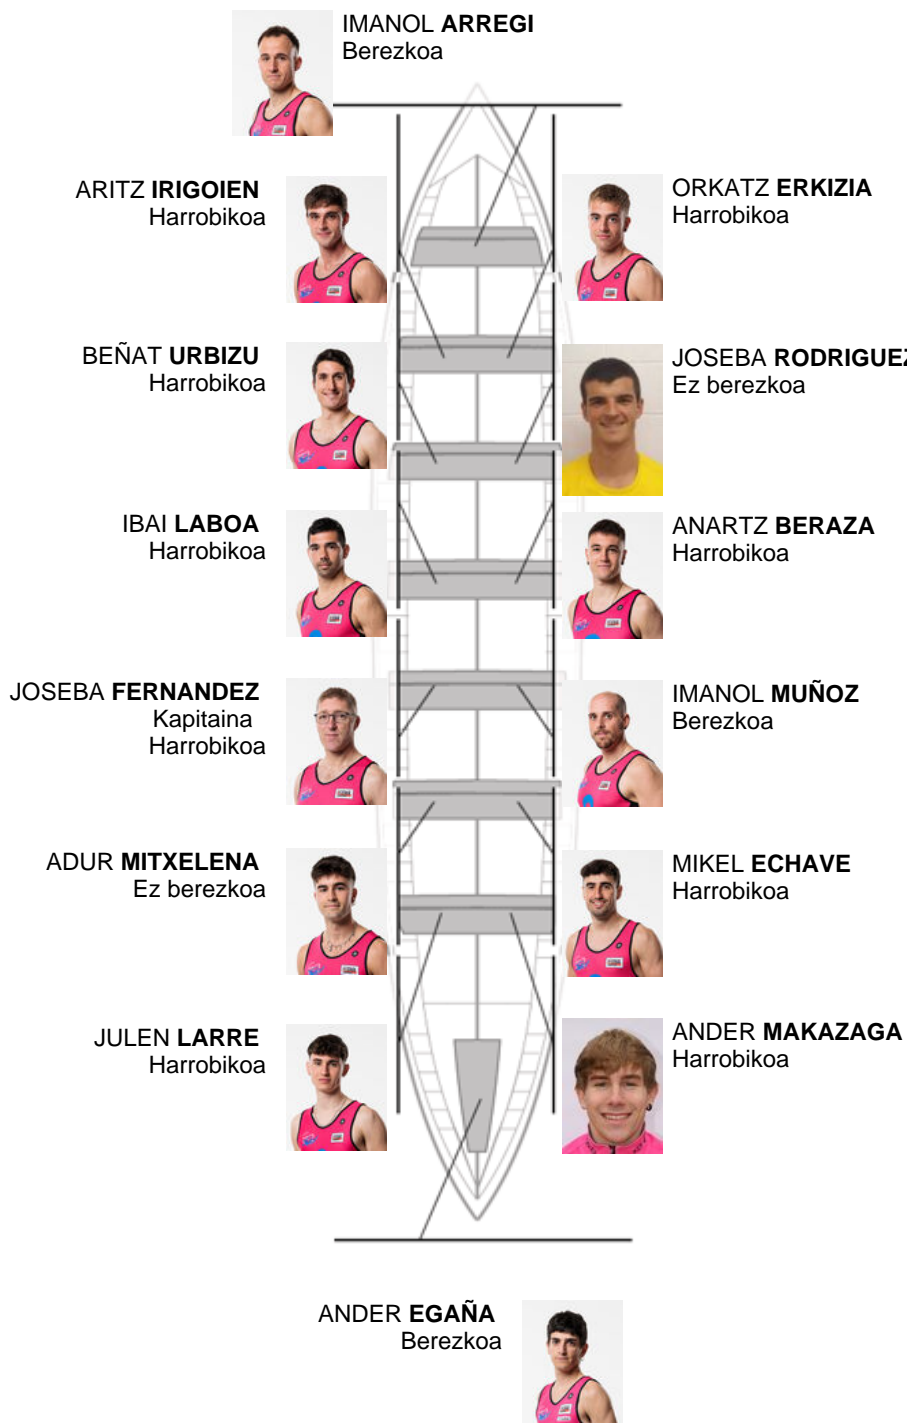 IMANOL ARREGI
Berezkoa
ARITZ IRIGOIEN
Harrobikoa
ORKATZ ERKIZIA
Harrobikoa
BEÑAT URBIZU
Harrobikoa
JOSEBA RODRIGUEZ
Ez berezkoa
IBAI LABOA
Harrobikoa
ANARTZ BERAZA
Harrobikoa
JOSEBA FERNANDEZ
Kapitaina
Harrobikoa
IMANOL MUÑOZ
Berezkoa
ADUR MITXELENA
Ez berezkoa
MIKEL ECHAVE
Harrobikoa
JULEN LARRE
Harrobikoa
ANDER MAKAZAGA
Harrobikoa
ANDER EGAÑA
Berezkoa